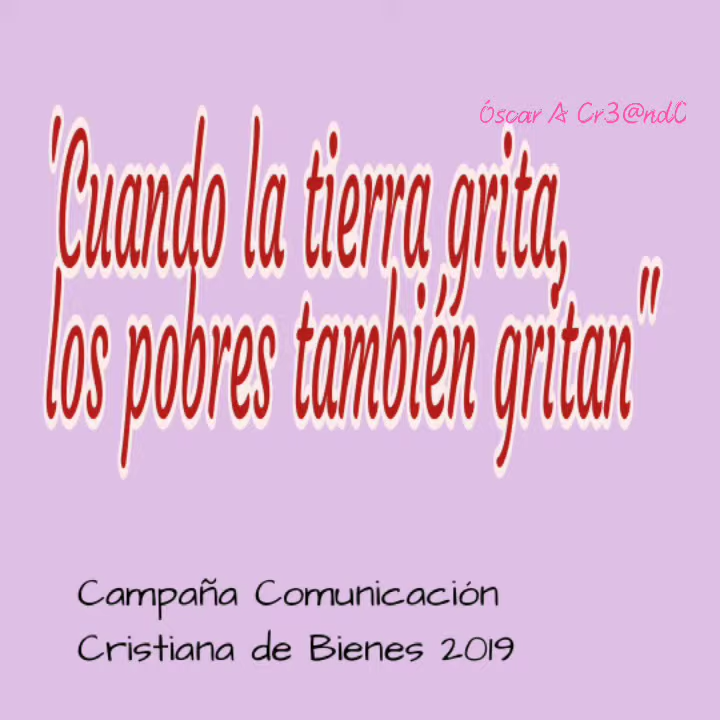 Óscar A Cr3@ndC
'Cuando la tierra grita,
los pobres también gritan"
Campaña Comunicación
Cristiana de Bienes 2019